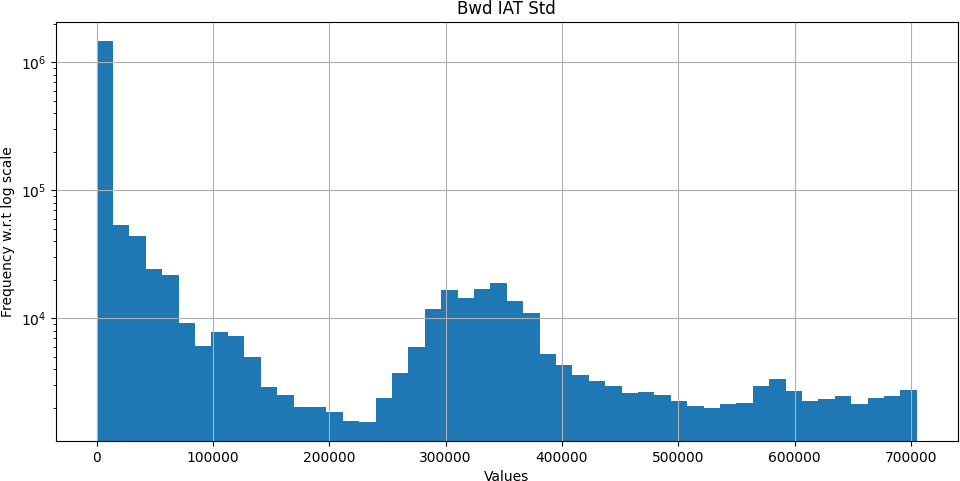 Bwd IAT Std
Frequency w.r.t log scale
10⁶
10⁵
10⁴
0 100000 200000 300000 400000 500000 600000 700000
Values